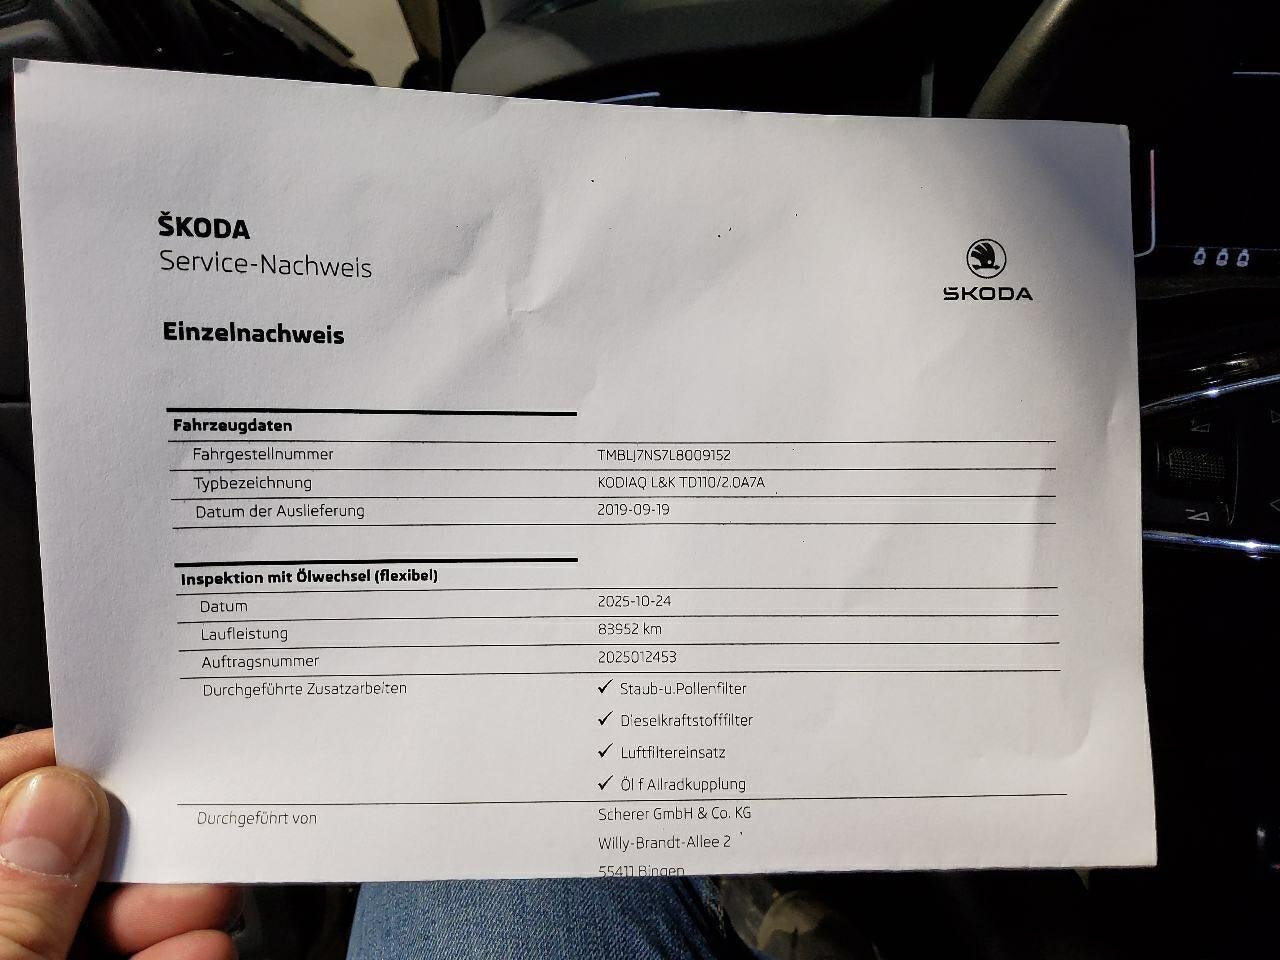 ŠKODA
Service-Nachweis
ŠKODA
Einzelnachweis
Fahrzeugdaten
Fahrgestellnummer TMBLJ7NS7L8009152
Typbezeichnung KODIAQ L&K TD110/2.0A7A
Datum der Auslieferung 2019-09-19
Inspektion mit Ölwechsel (flexibel)
Datum 2025-10-24
Laufleistung 83952 km
Auftragsnummer 2025012453
Durchgeführte Zusatzarbeiten ✓ Staub-u.Pollenfilter
✓ Dieselkraftstofffilter
✓ Luftfiltereinsatz
✓ Öl f Allradkupplung
Durchgeführt von Scherer GmbH & Co. KG
Willy-Brandt-Allee 2
55411 Bingen